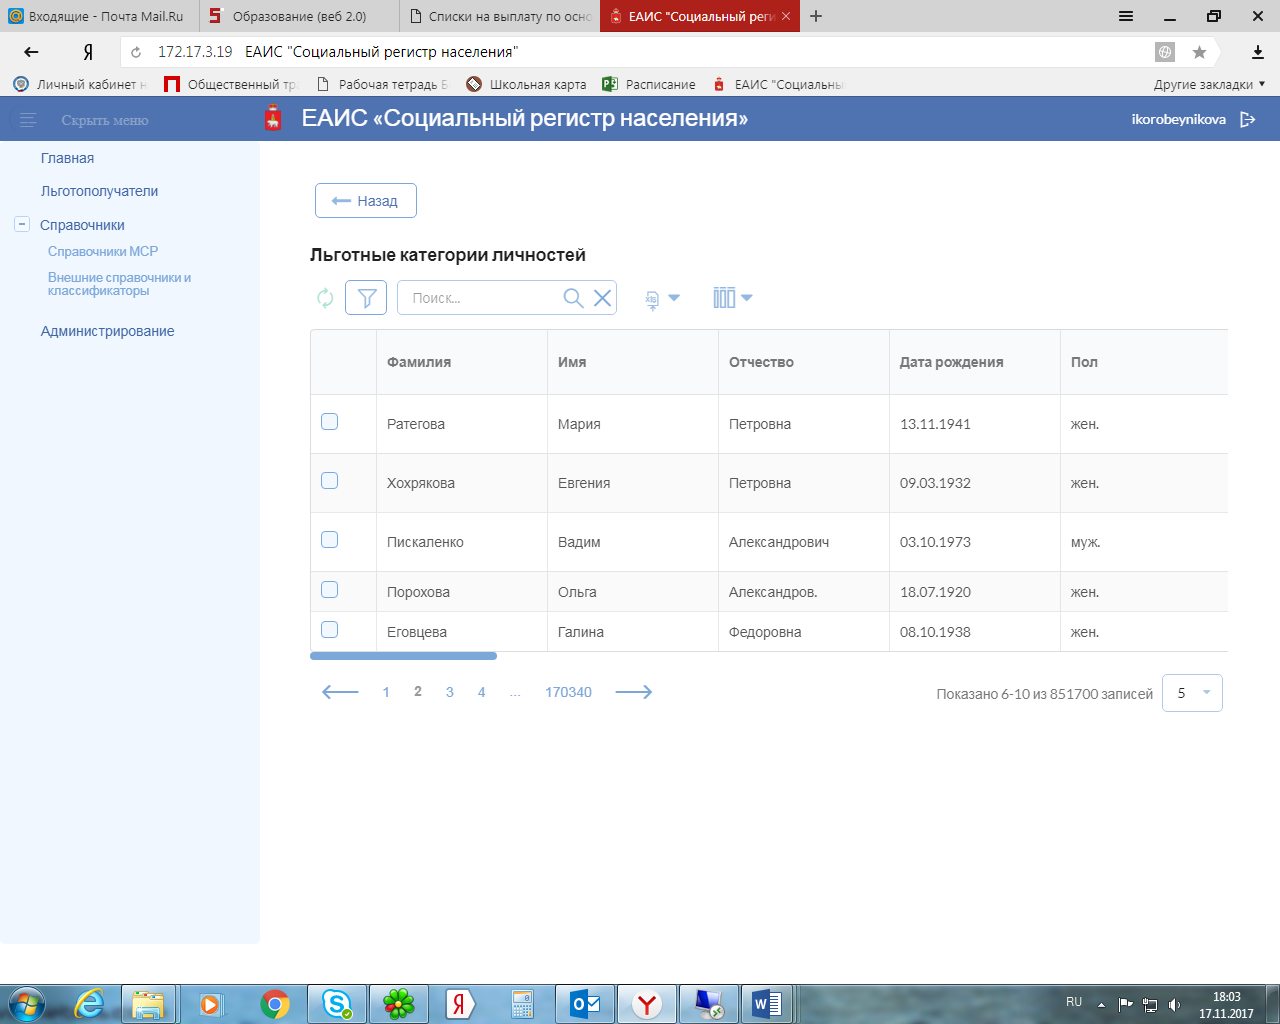 Входящие - Почта Mail.Ru
Образование (веб 2.0)
Списки на выплату по осно
ЕАИС "Социальный реги
172.17.3.19 ЕАИС "Социальный регистр населения"
Личный кабинет н
Общественный тра
Рабочая тетрадь Б
Школьная карта
Расписание
ЕАИС "Социальны
Другие закладки
Скрыть меню
ЕАИС «Социальный регистр населения»
ikorobeynikova
Главная
Льготополучатели
Справочники
Справочники МСР
Внешние справочники и
классификаторы
Администрирование
Назад
Льготные категории личностей
Поиск...
xls
Фамилия Имя Отчество Дата рождения Пол
Ратегова Мария Петровна 13.11.1941 жен.
Хохрякова Евгения Петровна 09.03.1932 жен.
Пискаленко Вадим Александрович 03.10.1973 муж.
Порохова Ольга Александров. 18.07.1920 жен.
Еговцева Галина Федоровна 08.10.1938 жен.
1 2 3 4 ... 170340
Показано 6-10 из 851700 записей 5
RU
18:03
17.11.2017